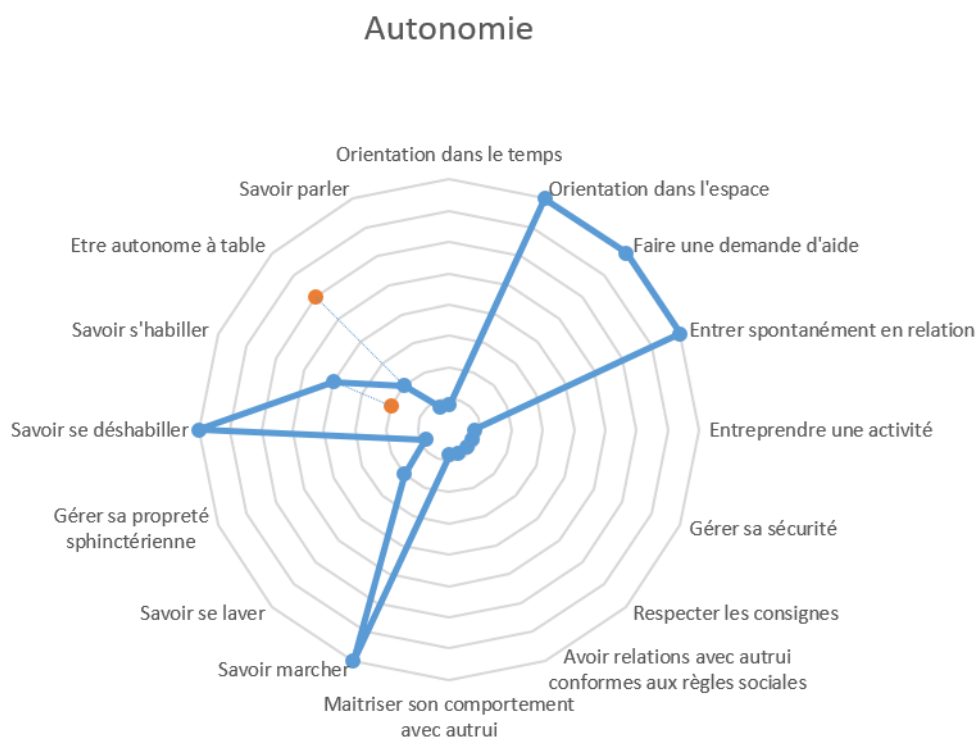 Autonomie
Orientation dans le temps
Savoir parler
Orientation dans l'espace
Etre autonome à table
Faire une demande d'aide
Savoir s'habiller
Entrer spontanément en relation
Savoir se déshabiller
Entreprendre une activité
Gérer sa propreté
sphinctérienne
Gérer sa sécurité
Savoir se laver
Respecter les consignes
Savoir marcher
Avoir relations avec autrui
conformes aux règles sociales
Maitriser son comportement
avec autrui